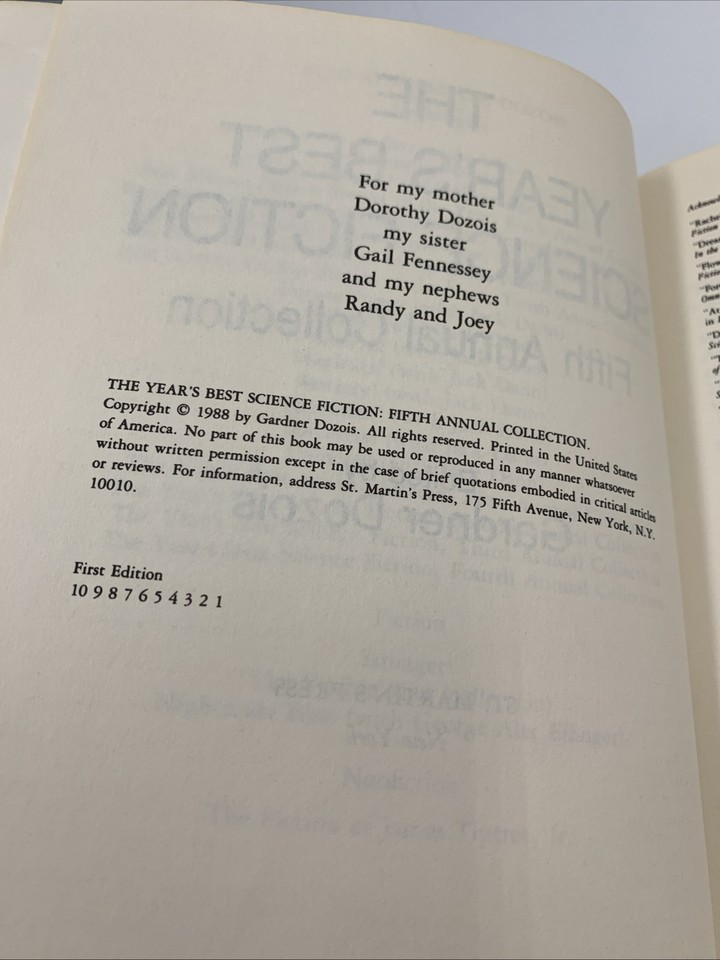 For my mother
Dorothy Dozois
my sister
Gail Fennessey
and my nephews
Randy and Joey
THE YEAR'S BEST SCIENCE FICTION: FIFTH ANNUAL COLLECTION.
Copyright © 1988 by Gardner Dozois. All rights reserved. Printed in the United States
of America. No part of this book may be used or reproduced in any manner whatsoever
without written permission except in the case of brief quotations embodied in critical articles
or reviews. For information, address St. Martin's Press, 175 Fifth Avenue, New York, N.Y.
10010.
First Edition
10 9 8 7 6 5 4 3 2 1